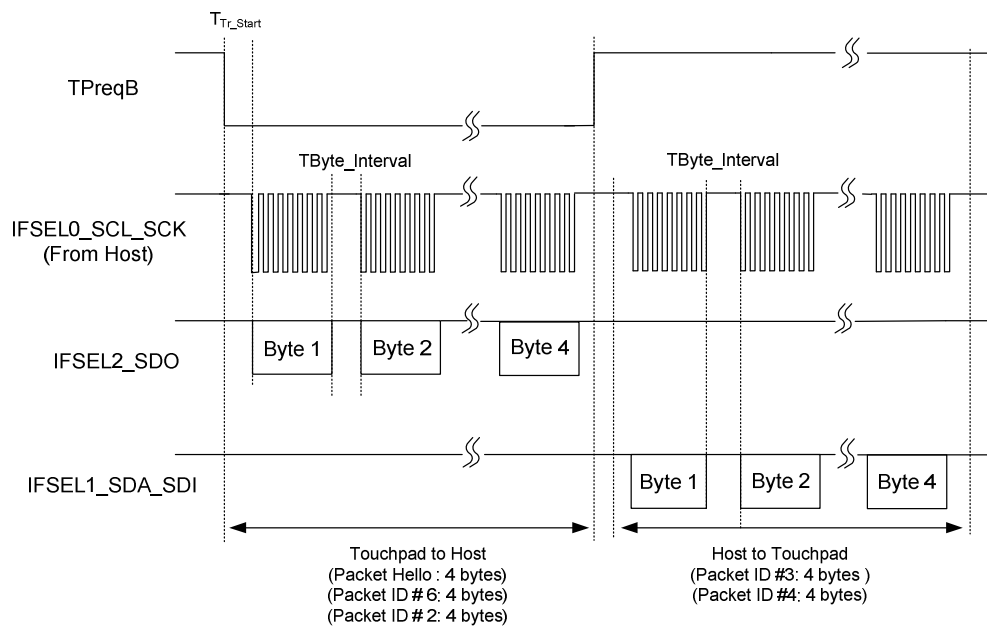 TTr_Start
TPreqB
TByte_Interval
TByte_Interval
IFSEL0_SCL_SCK
(From Host)
IFSEL2_SDO
Byte 1
Byte 2
Byte 4
IFSEL1_SDA_SDI
Byte 1
Byte 2
Byte 4
Touchpad to Host
(Packet Hello : 4 bytes)
(Packet ID # 6: 4 bytes)
(Packet ID # 2: 4 bytes)
Host to Touchpad
(Packet ID #3: 4 bytes )
(Packet ID #4: 4 bytes)